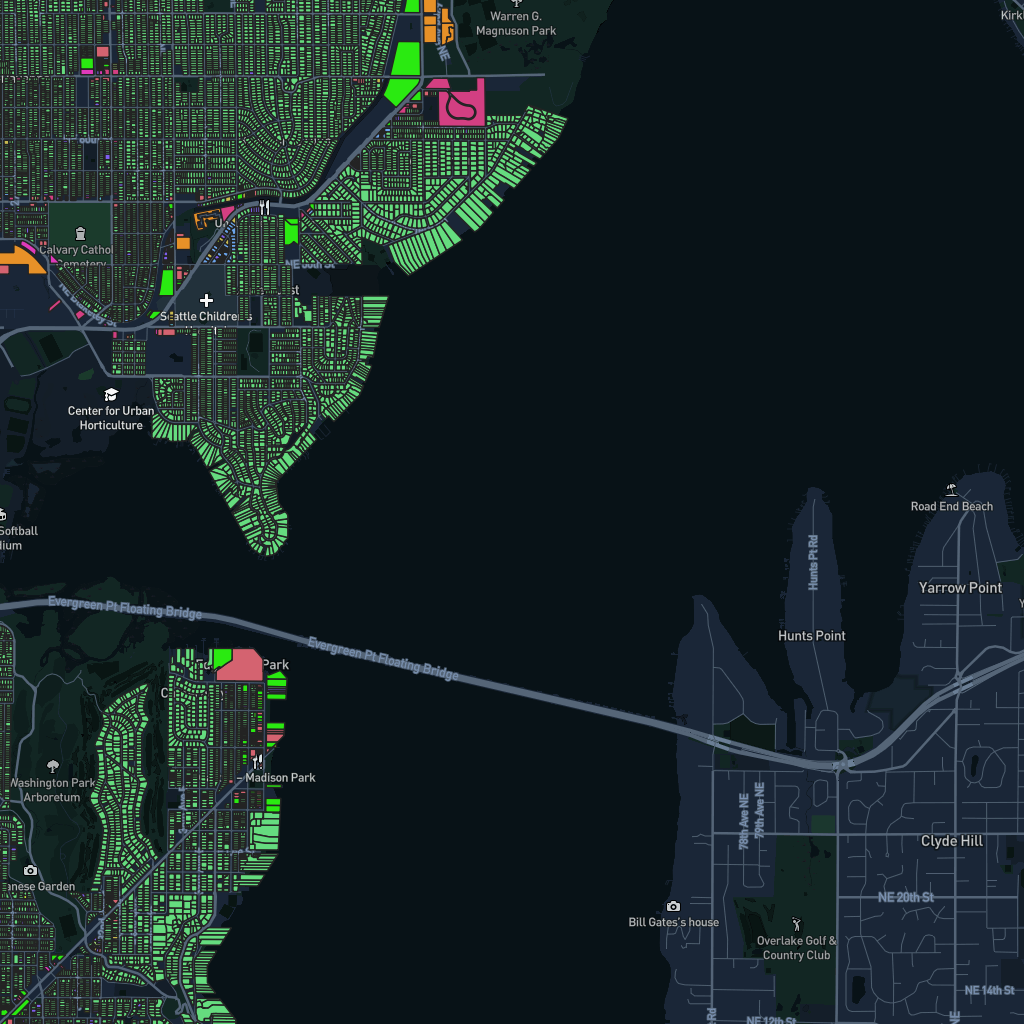 Warren G.
Magnuson Park
NE
Calvary Catho
Cemetery
NE Blakeley St
Seattle Childrens
Center for Urban
Horticulture
Softball
dium
Road End Beach
Hunts Pt Rd
Yarrow Point
Evergreen Pt Floating Bridge
Evergreen Pt Floating Bridge
Hunts Point
Park
Madison Park
Washington Park
Arboretum
78th Ave NE
79th Ave NE
Clyde Hill
anese Garden
NE 20th St
Bill Gates's house
Overlake Golf &
Country Club
NE 14th St
NE 12th St
Rd
NE